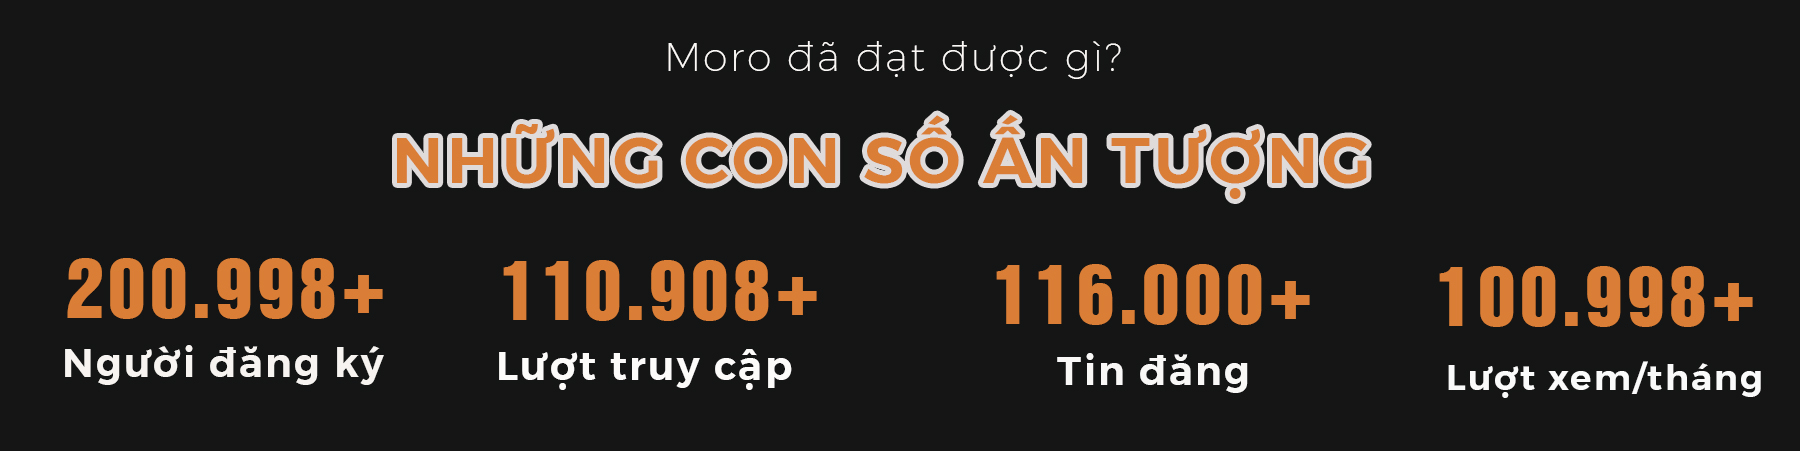 Moro đã đạt được gì?
NHỮNG CON SỐ ẤN TƯỢNG
200.998+
Người đăng ký
110.908+
Lượt truy cập
116.000+
Tin đăng
100.998+
Lượt xem/tháng